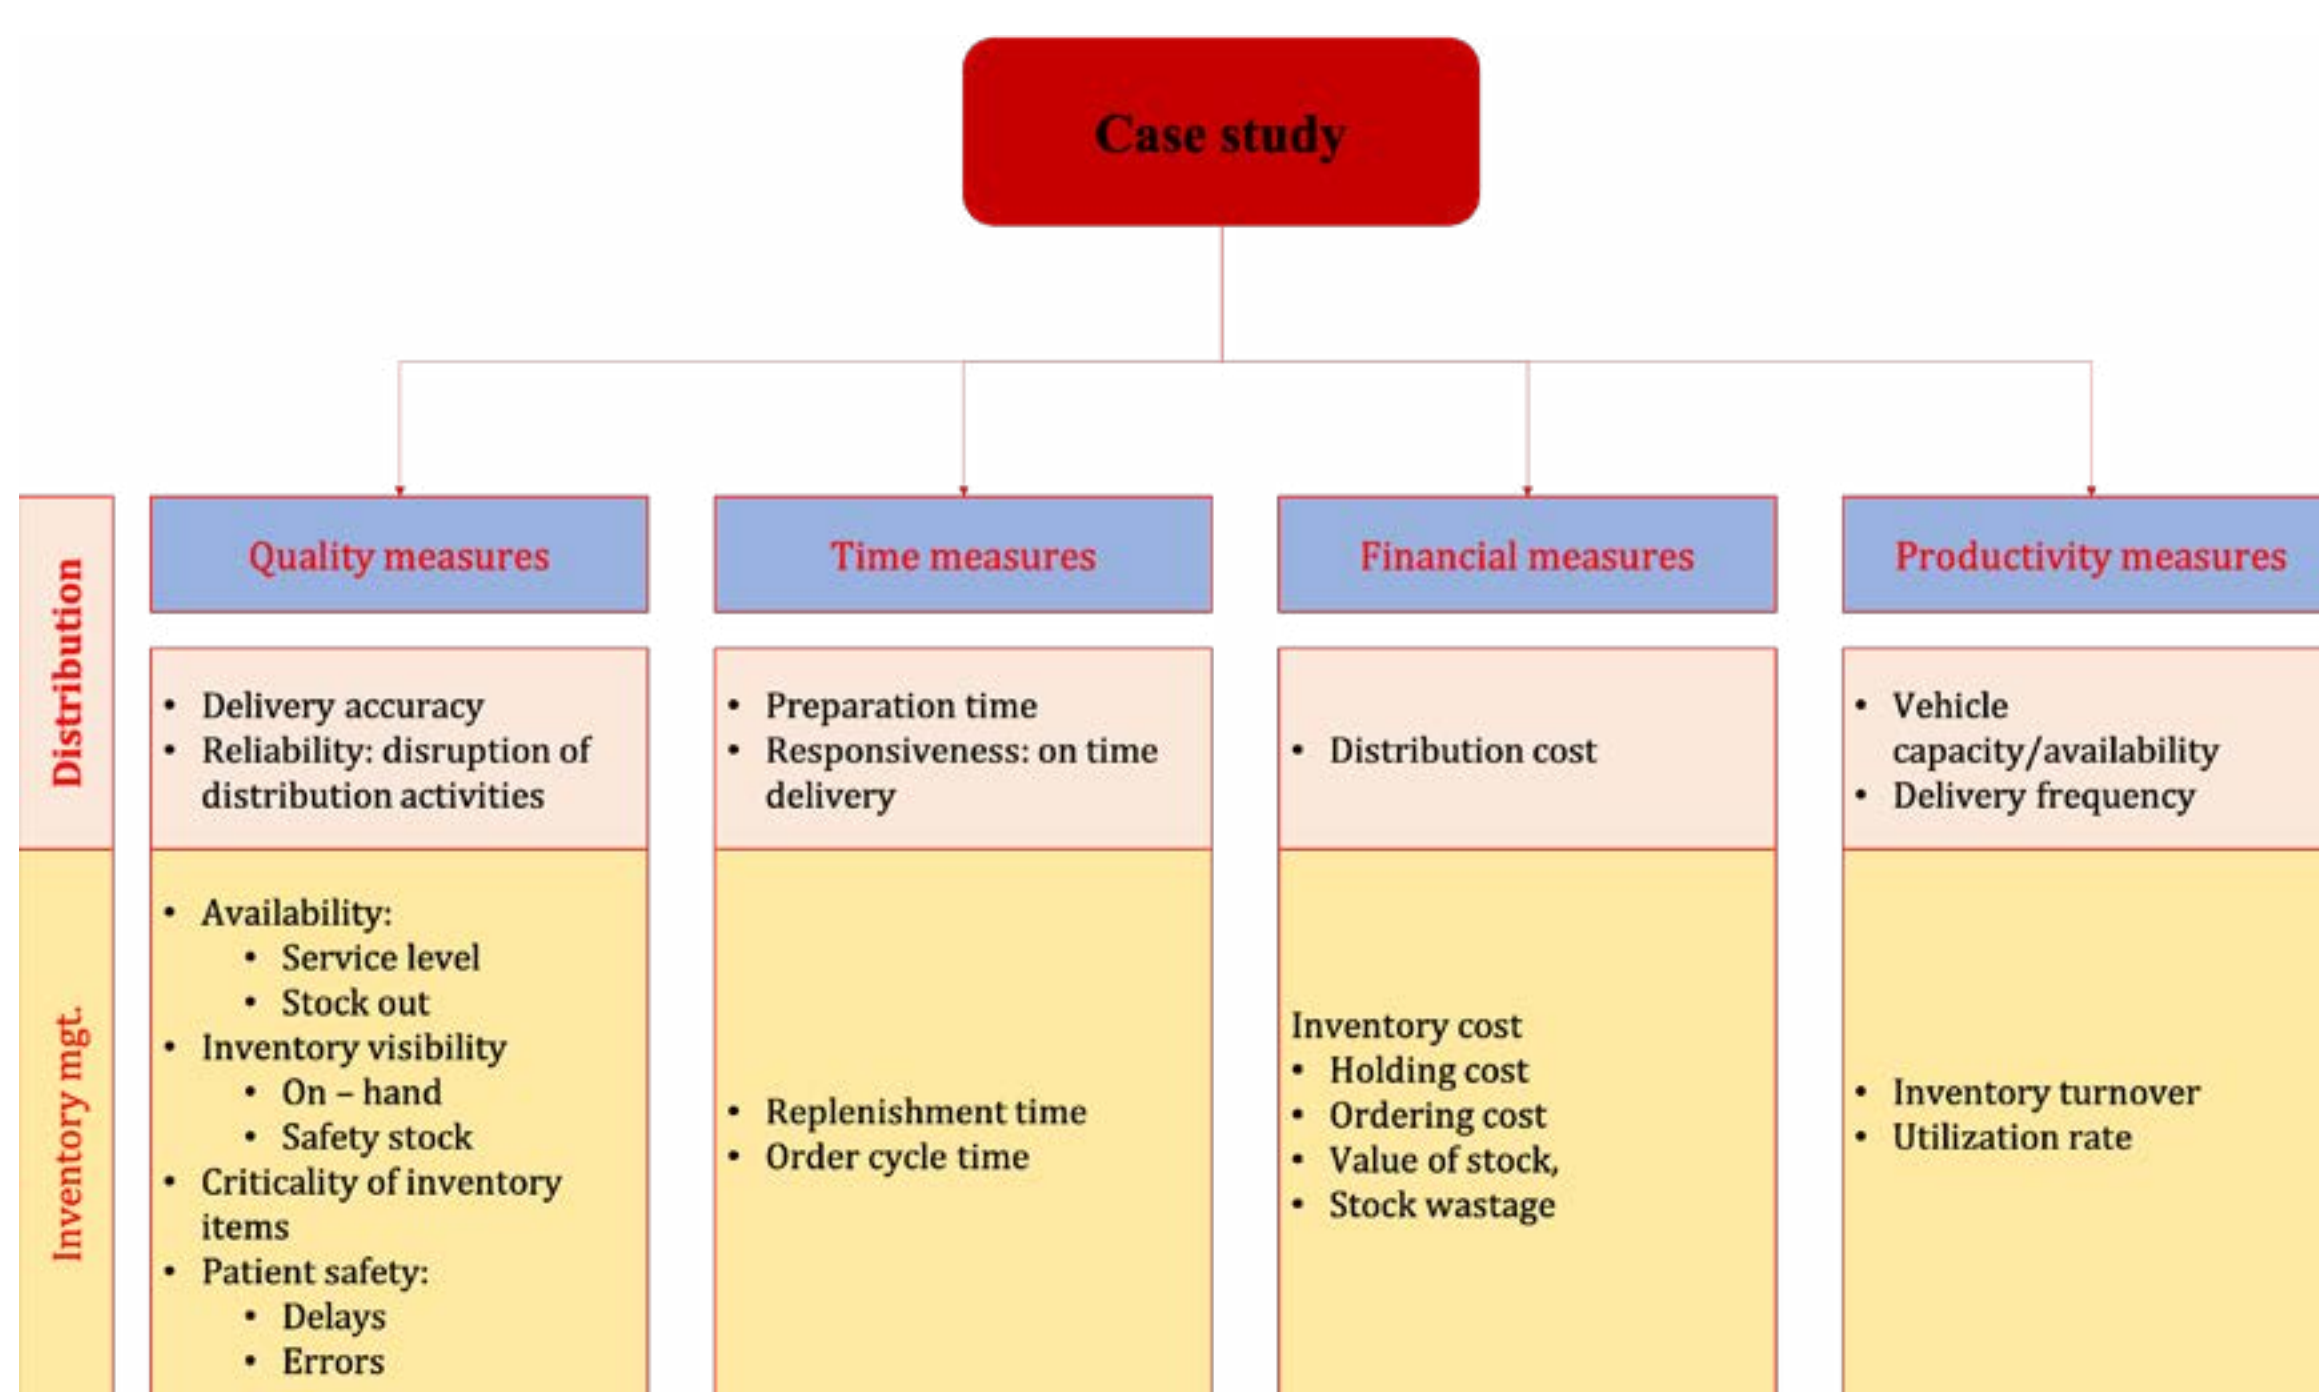 Case study
Distribution
Quality measures
Time measures
Financial measures
Productivity measures
• Delivery accuracy
• Reliability: disruption of
distribution activities
• Preparation time
• Responsiveness: on time
delivery
• Distribution cost
• Vehicle
capacity/availability
• Delivery frequency
Inventory mgt.
• Availability:
• Service level
• Stock out
• Inventory visibility
• On – hand
• Safety stock
• Criticality of inventory
items
• Patient safety:
• Delays
• Errors
• Replenishment time
• Order cycle time
Inventory cost
• Holding cost
• Ordering cost
• Value of stock,
• Stock wastage
• Inventory turnover
• Utilization rate